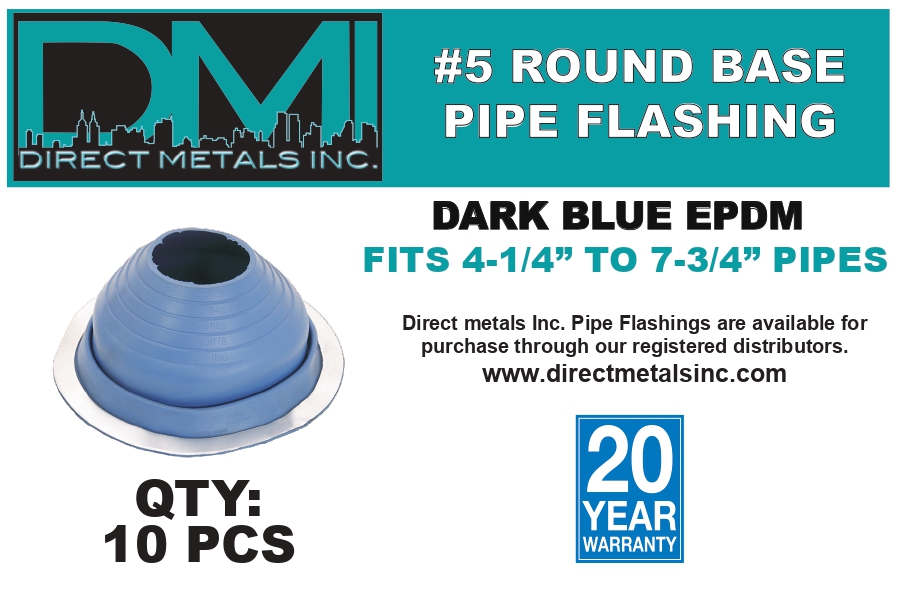 DMI
DIRECT METALS INC.
#5 ROUND BASE
PIPE FLASHING
DARK BLUE EPDM
FITS 4-1/4” TO 7-3/4” PIPES
Direct metals Inc. Pipe Flashings are available for
purchase through our registered distributors.
www.directmetalsinc.com
QTY:
10 PCS
20
YEAR
WARRANTY